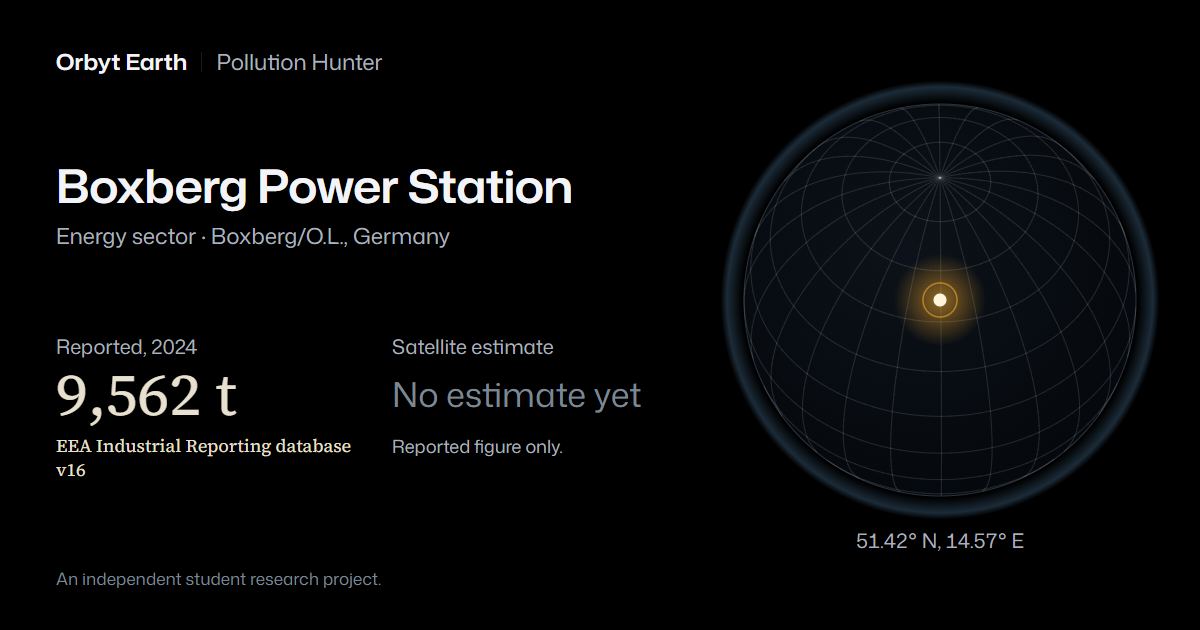 Orbyt Earth | Pollution Hunter
Boxberg Power Station
Energy sector · Boxberg/O.L., Germany
Reported, 2024
9,562 t
EEA Industrial Reporting database
v16
Satellite estimate
No estimate yet
Reported figure only.
51.42° N, 14.57° E
An independent student research project.